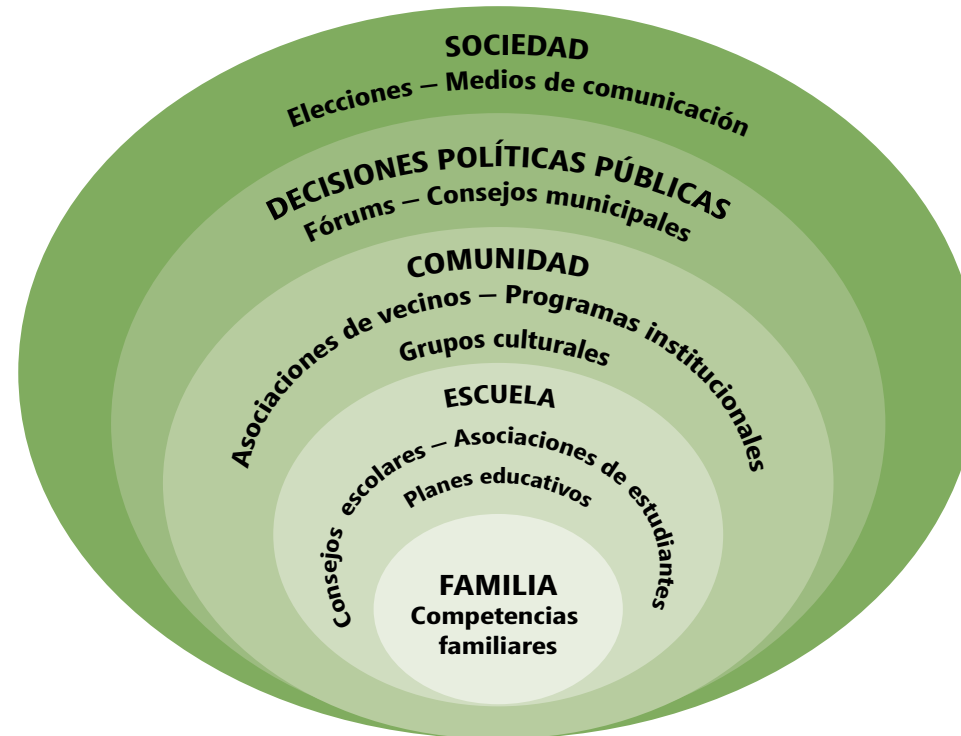 SOCIEDAD
Elecciones – Medios de comunicación
DECISIONES POLÍTICAS PÚBLICAS
Fórums – Consejos municipales
COMUNIDAD
Asociaciones de vecinos – Programas institucionales
Grupos culturales
ESCUELA
Consejos escolares – Asociaciones de estudiantes
Planes educativos
FAMILIA
Competencias
familiares